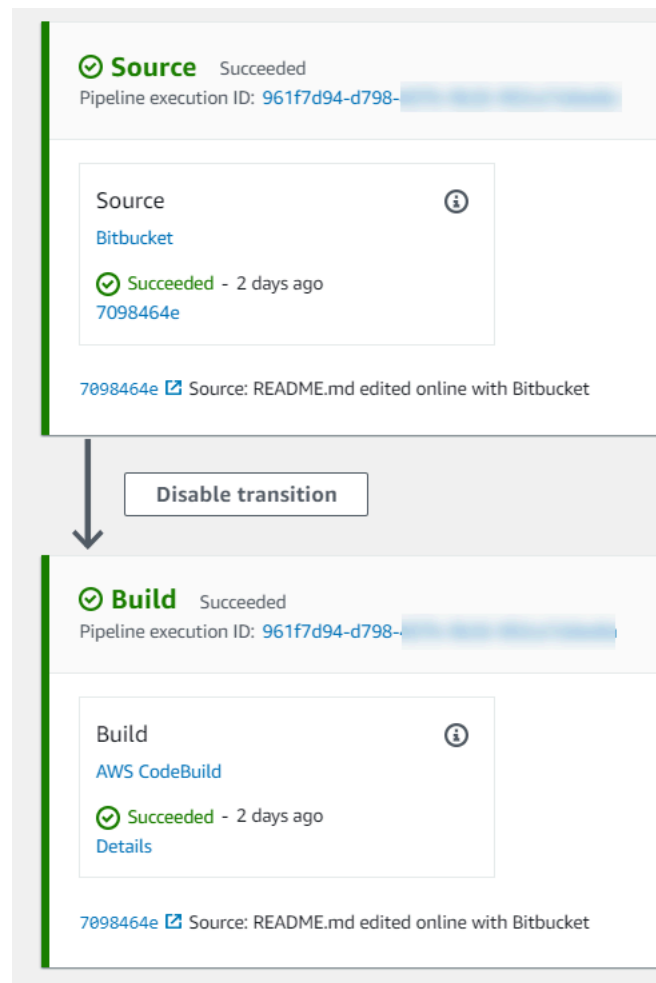 Source Succeeded
Pipeline execution ID: 961f7d94-d798-
Source
Bitbucket
Succeeded - 2 days ago
7098464e
7098464e Source: README.md edited online with Bitbucket
Disable transition
Build Succeeded
Pipeline execution ID: 961f7d94-d798-
Build
AWS CodeBuild
Succeeded - 2 days ago
Details
7098464e Source: README.md edited online with Bitbucket